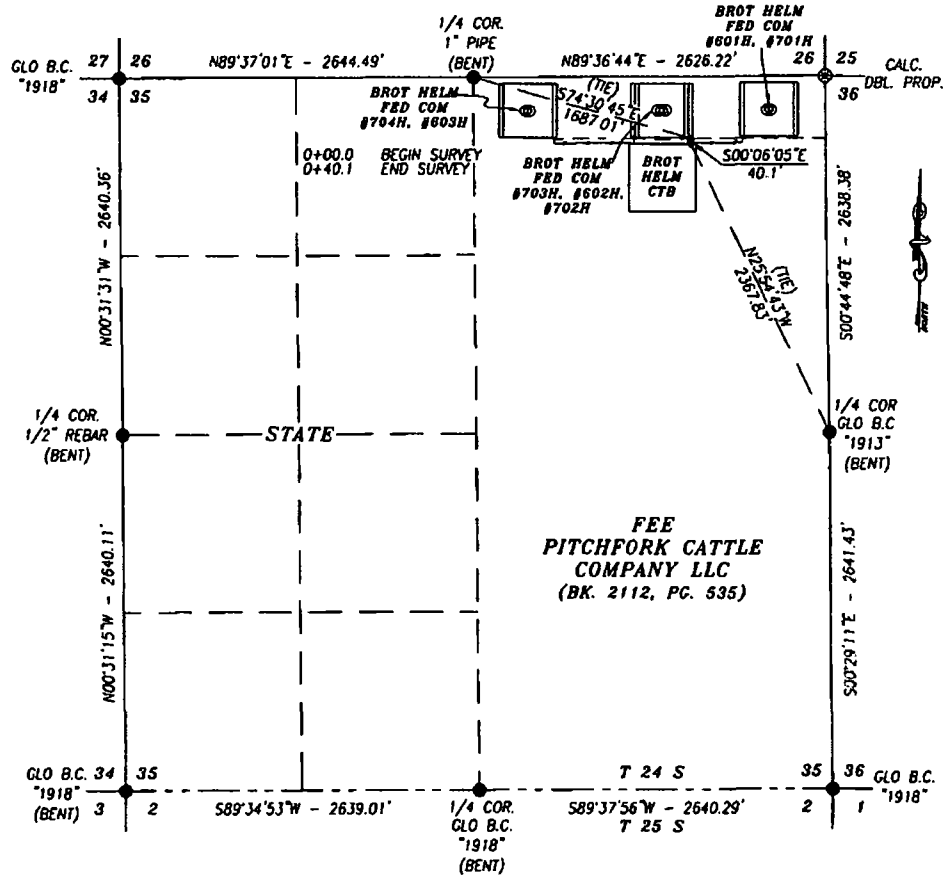 BROT HELM
FED COM
#601H, #701H
1/4 COR.
1" PIPE
(BENT)
GLO B.C.
"1918"
27 26
34 35
N89°37'01"E - 2644.49'
N89°36'44"E - 2626.22'
26 25
36
CALC.
DBL. PROP.
BROT HELM
FED COM
#704H, #603H
(TIE)
S74°30'45"E
1687.01'
0+00.0 BEGIN SURVEY
0+40.1 END SURVEY
BROT HELM
FED COM
#703H, #602H,
#702H
BROT
HELM
CTB
S00°06'05"E
40.1'
N00°31'31"W - 2640.36'
(TIE)
N25°54'43"W
2367.83'
S00°44'48"E - 2638.38'
NORTH
1/4 COR.
1/2" REBAR
(BENT)
STATE
1/4 COR
GLO B.C
"1913"
(BENT)
FEE
PITCHFORK CATTLE
COMPANY LLC
(BK. 2112, PG. 535)
N00°31'15"W - 2640.11'
S00°29'11"E - 2641.43'
GLO B.C.
"1918"
(BENT)
34 35
3 2
S89°34'53"W - 2639.01'
1/4 COR.
GLO B.C.
"1918"
(BENT)
T 24 S
S89°37'56"W - 2640.29'
T 25 S
35 36
2 1
GLO B.C.
"1918"